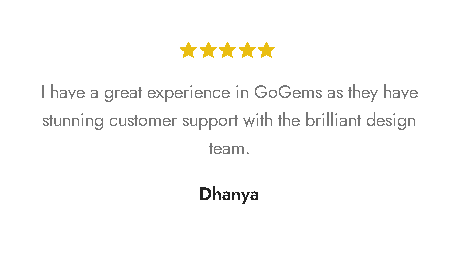 I have a great experience in GoGems as they have
stunning customer support with the brilliant design
team.
Dhanya